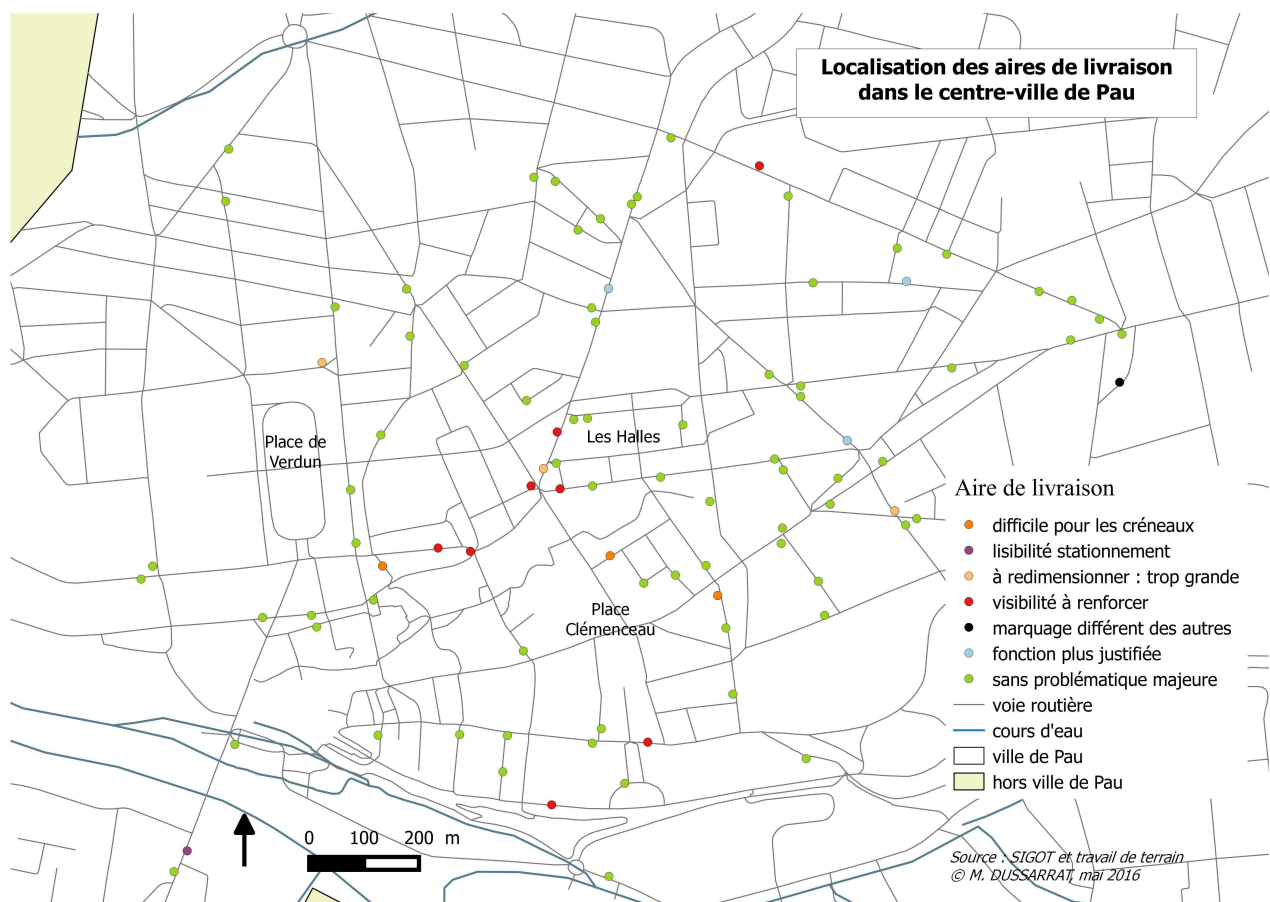 Localisation des aires de livraison
dans le centre-ville de Pau
Place de
Verdun
Les Halles
Place
Clémenceau
Aire de livraison
difficile pour les créneaux
lisibilité stationnement
à redimensionner : trop grande
visibilité à renforcer
marquage différent des autres
fonction plus justifiée
sans problématique majeure
voie routière
cours d'eau
ville de Pau
hors ville de Pau
0 100 200 m
Source : SIGOT et travail de terrain
© M. DUSSARRAT, mai 2016